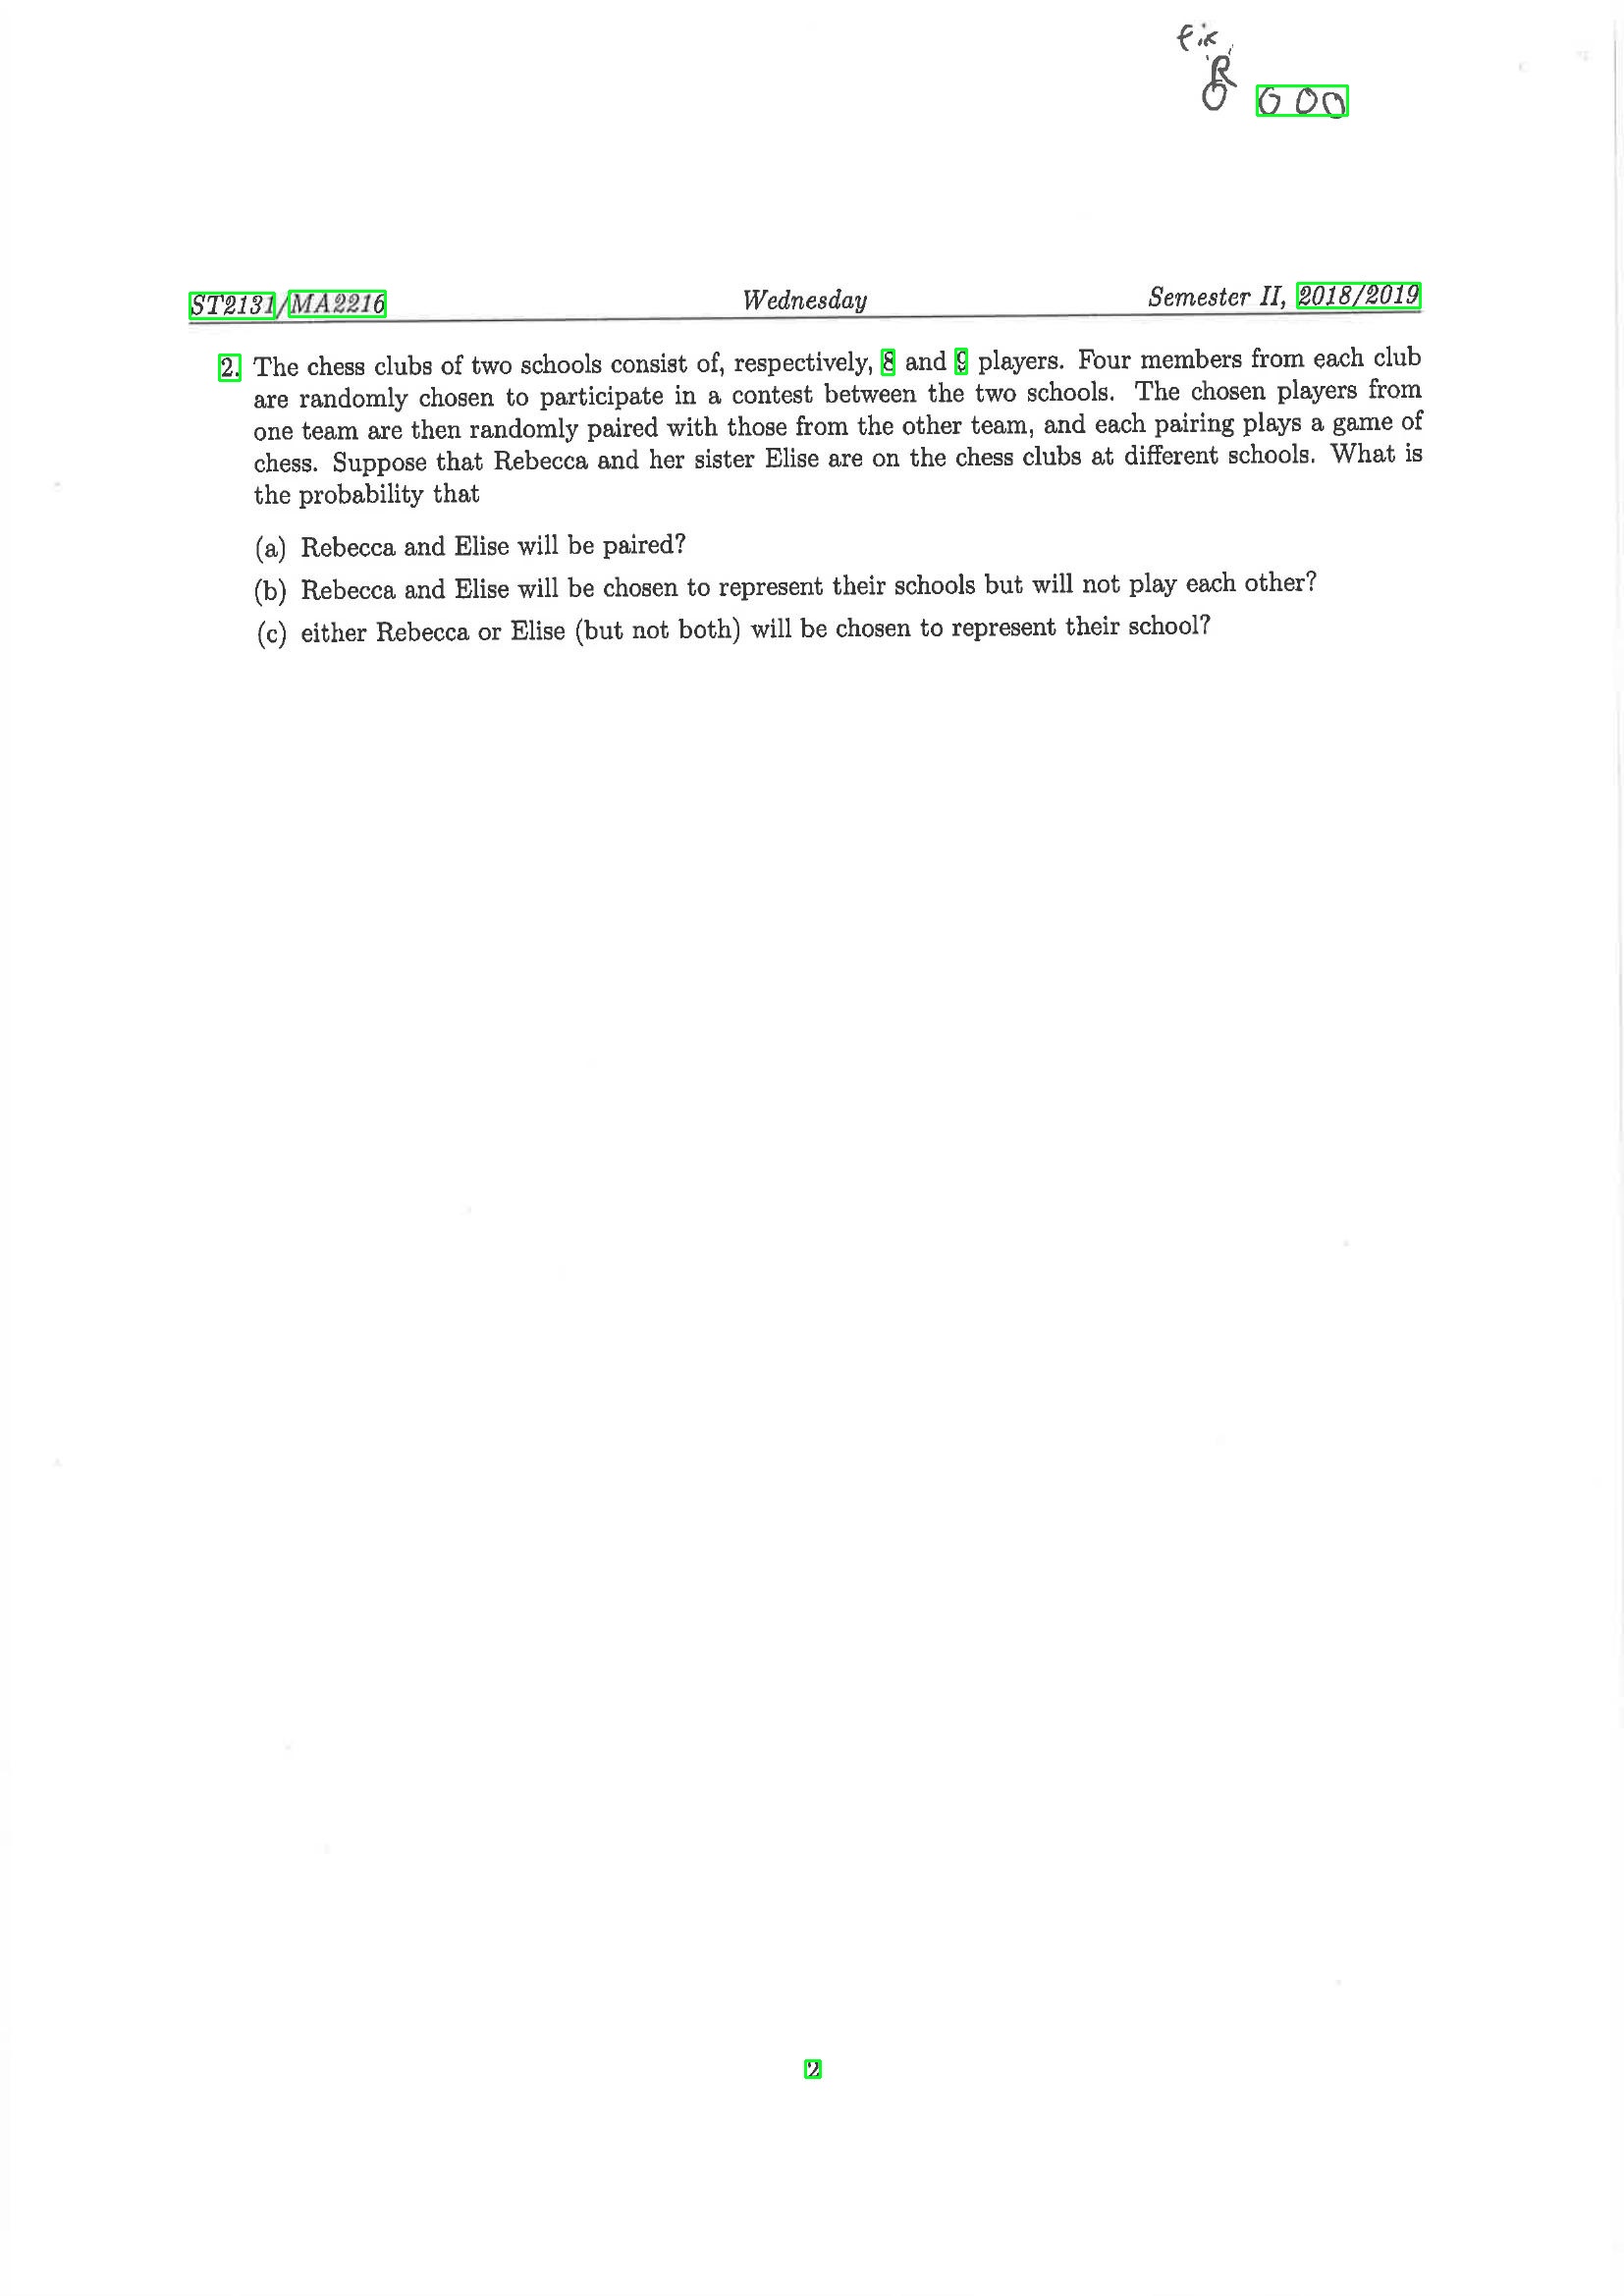 fix
R
O O O O
ST2131/MA2216 Wednesday Semester II, 2018/2019
2. The chess clubs of two schools consist of, respectively, 8 and 9 players. Four members from each club
are randomly chosen to participate in a contest between the two schools. The chosen players from
one team are then randomly paired with those from the other team, and each pairing plays a game of
chess. Suppose that Rebecca and her sister Elise are on the chess clubs at different schools. What is
the probability that
(a) Rebecca and Elise will be paired?
(b) Rebecca and Elise will be chosen to represent their schools but will not play each other?
(c) either Rebecca or Elise (but not both) will be chosen to represent their school?
2